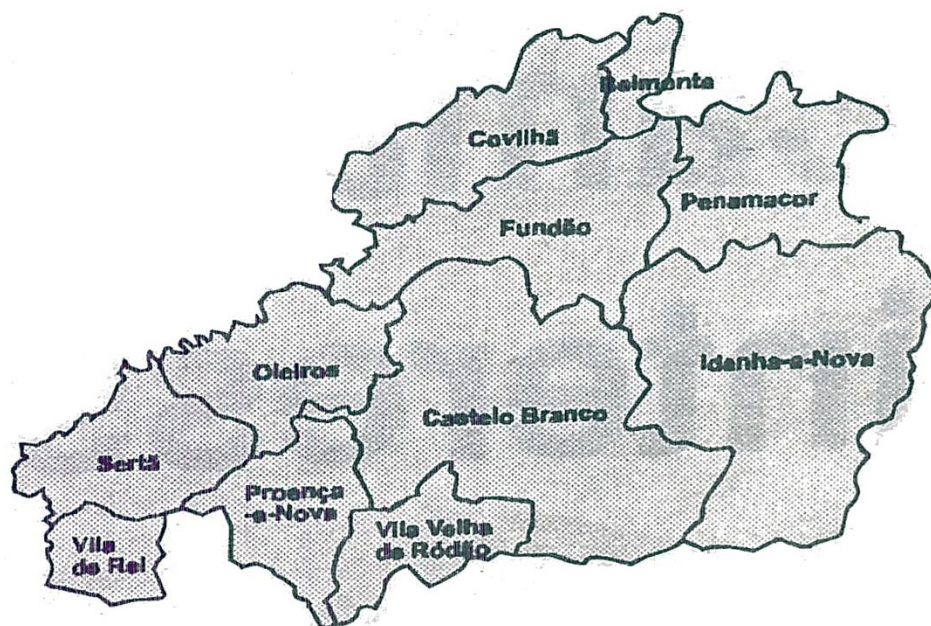 Belmonte
Covilhã
Penamacor
Fundão
Idanha-a-Nova
Oleiros
Castelo Branco
Sertã
Proença
-a-Nova
Vila Velha
de Ródão
Vila
de Rei